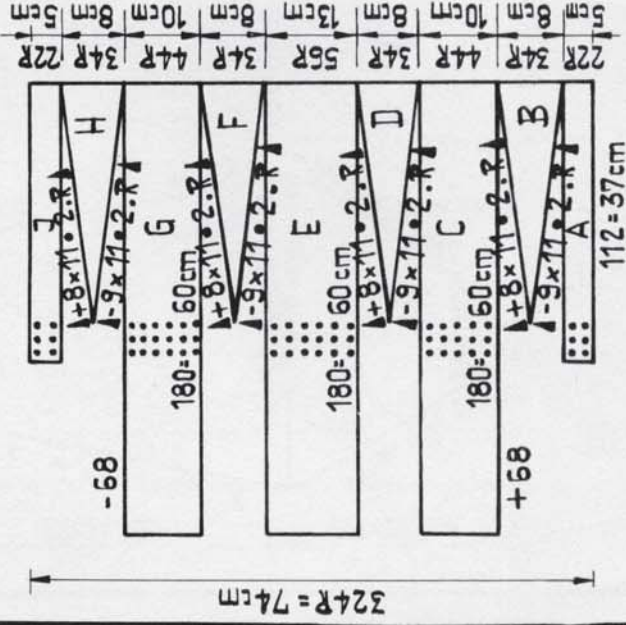 22R 5cm
J
34R 8cm
H
+8×11•2.R
-9×11•2.R
44R 10cm
G
-68
180= 60cm
34R 8cm
F
+8×11•2.R
-9×11•2.R
56R 13cm
E
180= 60cm
34R 8cm
D
+8×11•2.R
-9×11•2.R
44R 10cm
C
180= 60cm
+68
34R 8cm
B
+8×11•2.R
-9×11•2.R
22R 5cm
A
112=37cm
324R=74cm